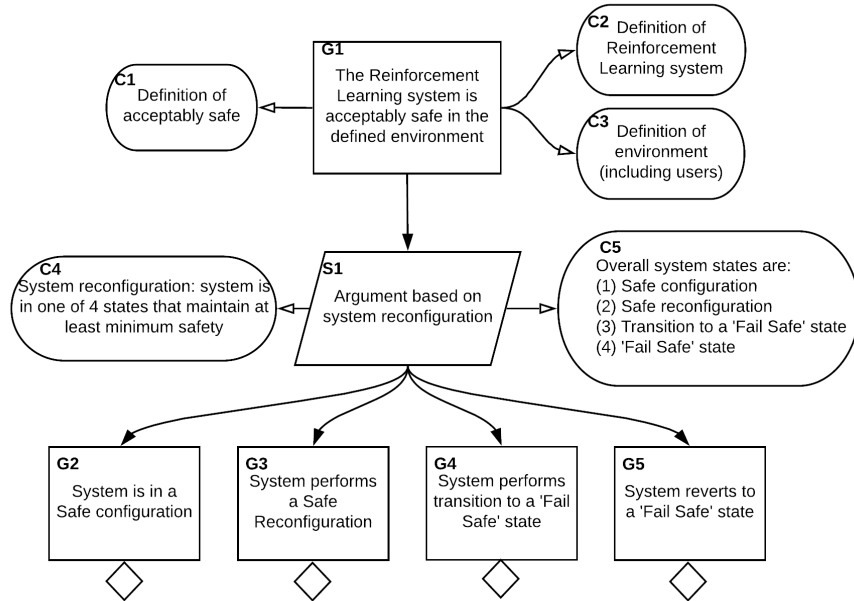 G1
The Reinforcement
Learning system is
acceptably safe in the
defined environment
C1
Definition of
acceptably safe
C2
Definition of
Reinforcement
Learning system
C3
Definition of
environment
(including users)
S1
Argument based on
system reconfiguration
C4
System reconfiguration: system is
in one of 4 states that maintain at
least minimum safety
C5
Overall system states are:
(1) Safe configuration
(2) Safe reconfiguration
(3) Transition to a 'Fail Safe' state
(4) 'Fail Safe' state
G2
System is in a
Safe configuration
G3
System performs
a Safe
Reconfiguration
G4
System performs
transition to a 'Fail
Safe' state
G5
System reverts to
a 'Fail Safe' state